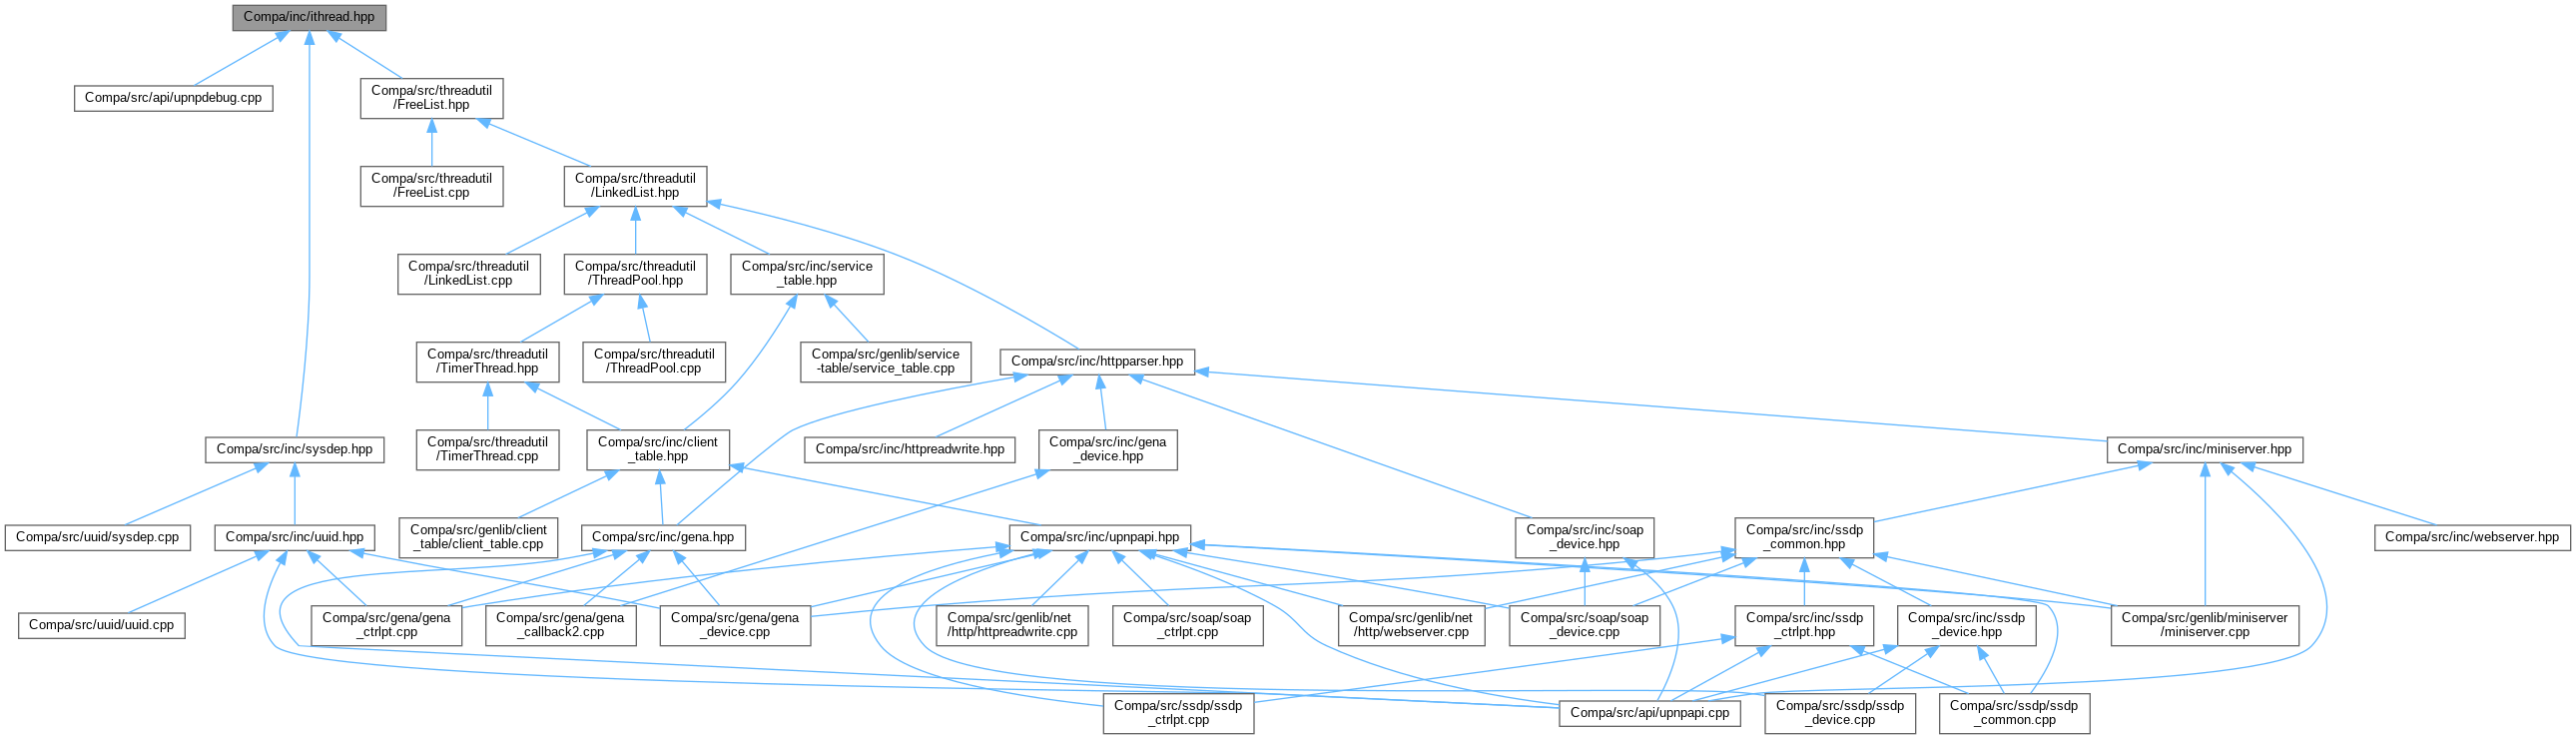 Compa/inc/ithread.hpp
Compa/src/api/upnpdebug.cpp
Compa/src/threadutil
/FreeList.hpp
Compa/src/threadutil
/FreeList.cpp
Compa/src/threadutil
/LinkedList.hpp
Compa/src/threadutil
/LinkedList.cpp
Compa/src/threadutil
/ThreadPool.hpp
Compa/src/inc/service
_table.hpp
Compa/src/threadutil
/TimerThread.hpp
Compa/src/threadutil
/ThreadPool.cpp
Compa/src/genlib/service
-table/service_table.cpp
Compa/src/inc/httpparser.hpp
Compa/src/inc/sysdep.hpp
Compa/src/threadutil
/TimerThread.cpp
Compa/src/inc/client
_table.hpp
Compa/src/inc/httpreadwrite.hpp
Compa/src/inc/gena
_device.hpp
Compa/src/inc/miniserver.hpp
Compa/src/uuid/sysdep.cpp
Compa/src/inc/uuid.hpp
Compa/src/genlib/client
_table/client_table.cpp
Compa/src/inc/gena.hpp
Compa/src/inc/upnpapi.hpp
Compa/src/inc/soap
_device.hpp
Compa/src/inc/ssdp
_common.hpp
Compa/src/inc/webserver.hpp
Compa/src/uuid/uuid.cpp
Compa/src/gena/gena
_ctrlpt.cpp
Compa/src/gena/gena
_callback2.cpp
Compa/src/gena/gena
_device.cpp
Compa/src/genlib/net
/http/httpreadwrite.cpp
Compa/src/soap/soap
_ctrlpt.cpp
Compa/src/genlib/net
/http/webserver.cpp
Compa/src/soap/soap
_device.cpp
Compa/src/inc/ssdp
_ctrlpt.hpp
Compa/src/inc/ssdp
_device.hpp
Compa/src/genlib/miniserver
/miniserver.cpp
Compa/src/ssdp/ssdp
_ctrlpt.cpp
Compa/src/api/upnpapi.cpp
Compa/src/ssdp/ssdp
_device.cpp
Compa/src/ssdp/ssdp
_common.cpp